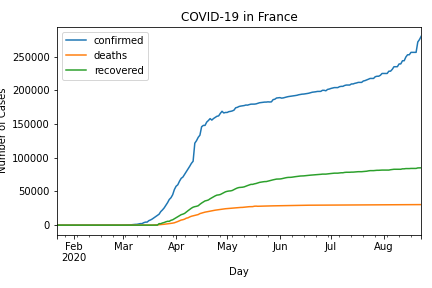 COVID-19 in France
confirmed
deaths
recovered
Number of Cases
250000
200000
150000
100000
50000
0
Feb Mar Apr May Jun Jul Aug
2020
Day